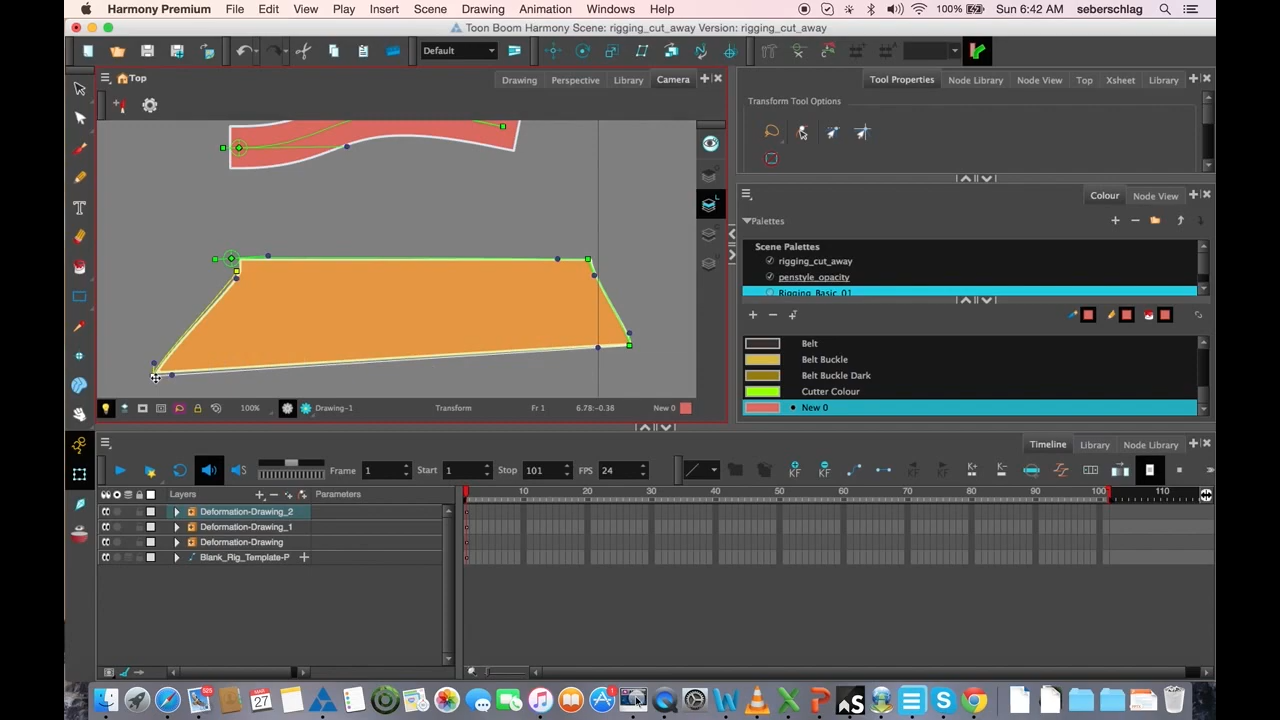 Harmony Premium File Edit View Play Insert Scene Drawing Animation Windows Help 100% Sun 6:42 AM seberschlag
Toon Boom Harmony Scene: rigging_cut_away Version: rigging_cut_away
Default
Top Drawing Perspective Library Camera
Tool Properties Node Library Node View Top Xsheet Library
Transform Tool Options
Colour Node View
Palettes
Scene Palettes
rigging_cut_away
penstyle_opacity
Rigging_Basic_01
Belt
Belt Buckle
Belt Buckle Dark
Cutter Colour
New 0
100% Drawing-1 Transform Fr 1 6.78:-0.38 New 0
Timeline Library Node Library
Frame 1 Start 1 Stop 101 FPS 24
Layers Parameters 10 20 30 40 50 60 70 80 90 100 110
Deformation-Drawing_2
Deformation-Drawing_1
Deformation-Drawing
Blank_Rig_Template-P